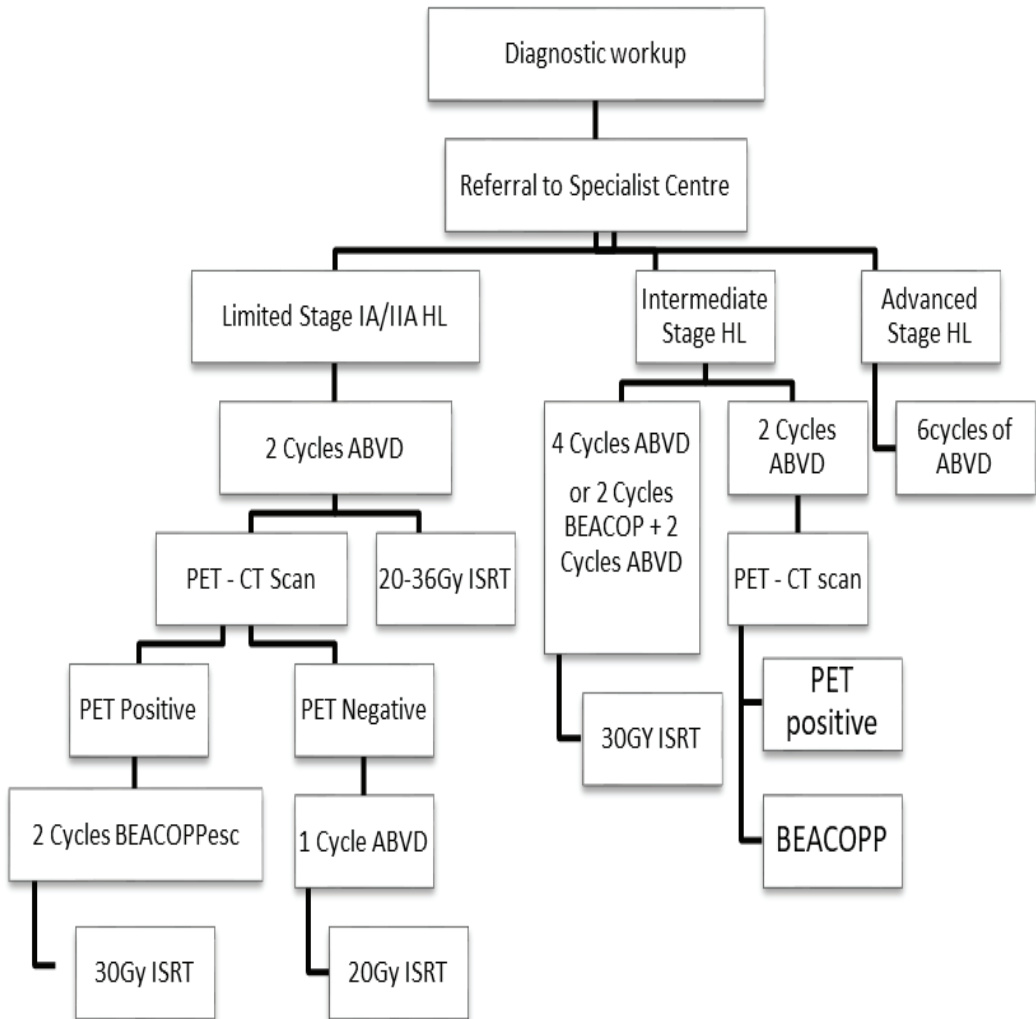 Diagnostic workup
Referral to Specialist Centre
Limited Stage IA/IIA HL
Intermediate
Stage HL
Advanced
Stage HL
2 Cycles ABVD
4 Cycles ABVD
or 2 Cycles
BEACOP + 2
Cycles ABVD
2 Cycles
ABVD
6cycles of
ABVD
PET - CT Scan
20-36Gy ISRT
PET - CT scan
PET Positive
PET Negative
30GY ISRT
PET
positive
2 Cycles BEACOPPesc
1 Cycle ABVD
BEACOPP
30Gy ISRT
20Gy ISRT